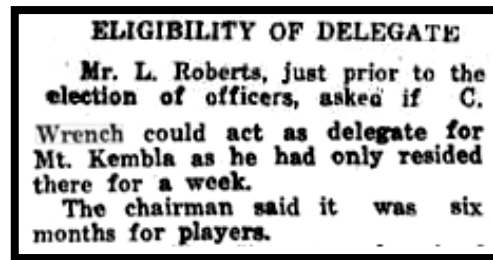 ELIGIBILITY OF DELEGATE
Mr. L. Roberts, just prior to the
election of officers, asked if C.
Wrench could act as delegate for
Mt. Kembla as he had only resided
there for a week.
The chairman said it was six
months for players.